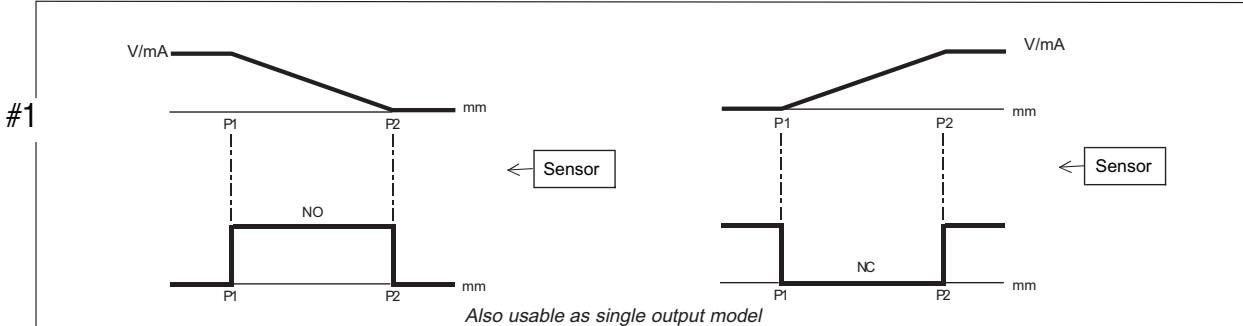 V/mA
mm
P1
P2
#1
Sensor
NO
mm
P1
P2
V/mA
mm
P1
P2
Sensor
NC
mm
P1
P2
Also usable as single output model